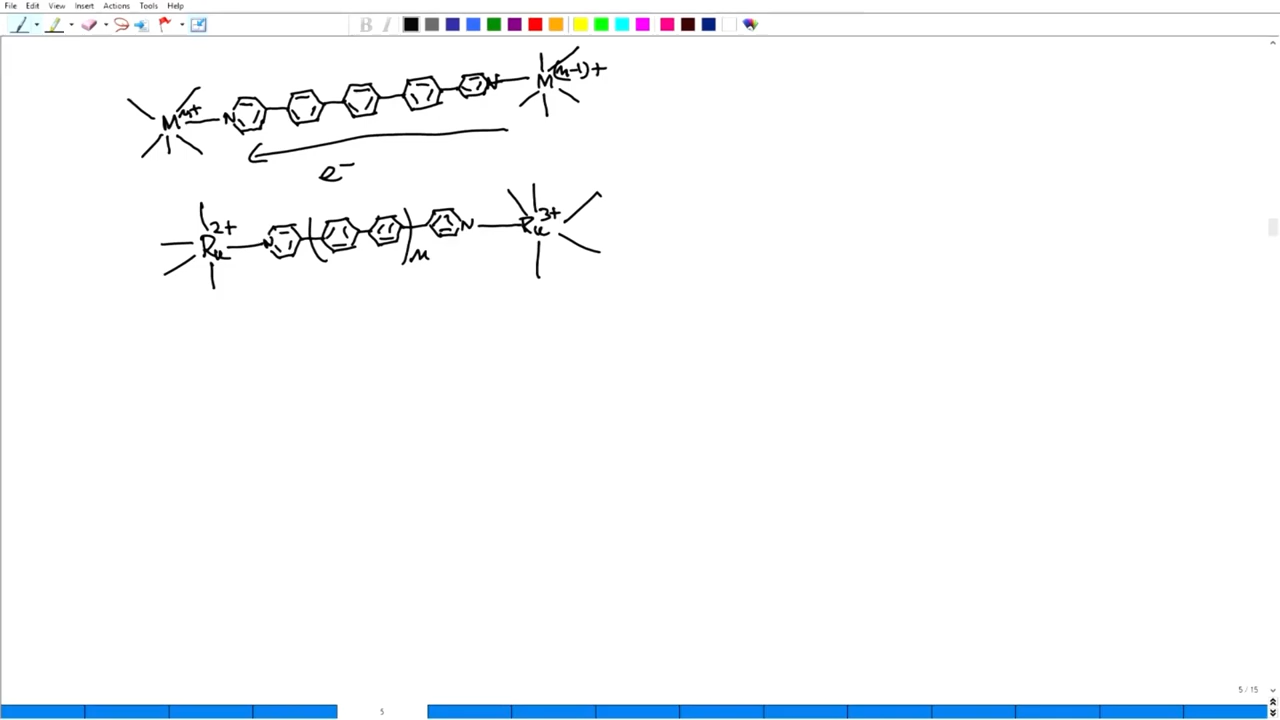 File Edit View Insert Actions Tools Help
B I
M n+ N N M (n-1)+
e⁻
Ru 2+ N ( ) n N Ru 3+
5 / 15
5